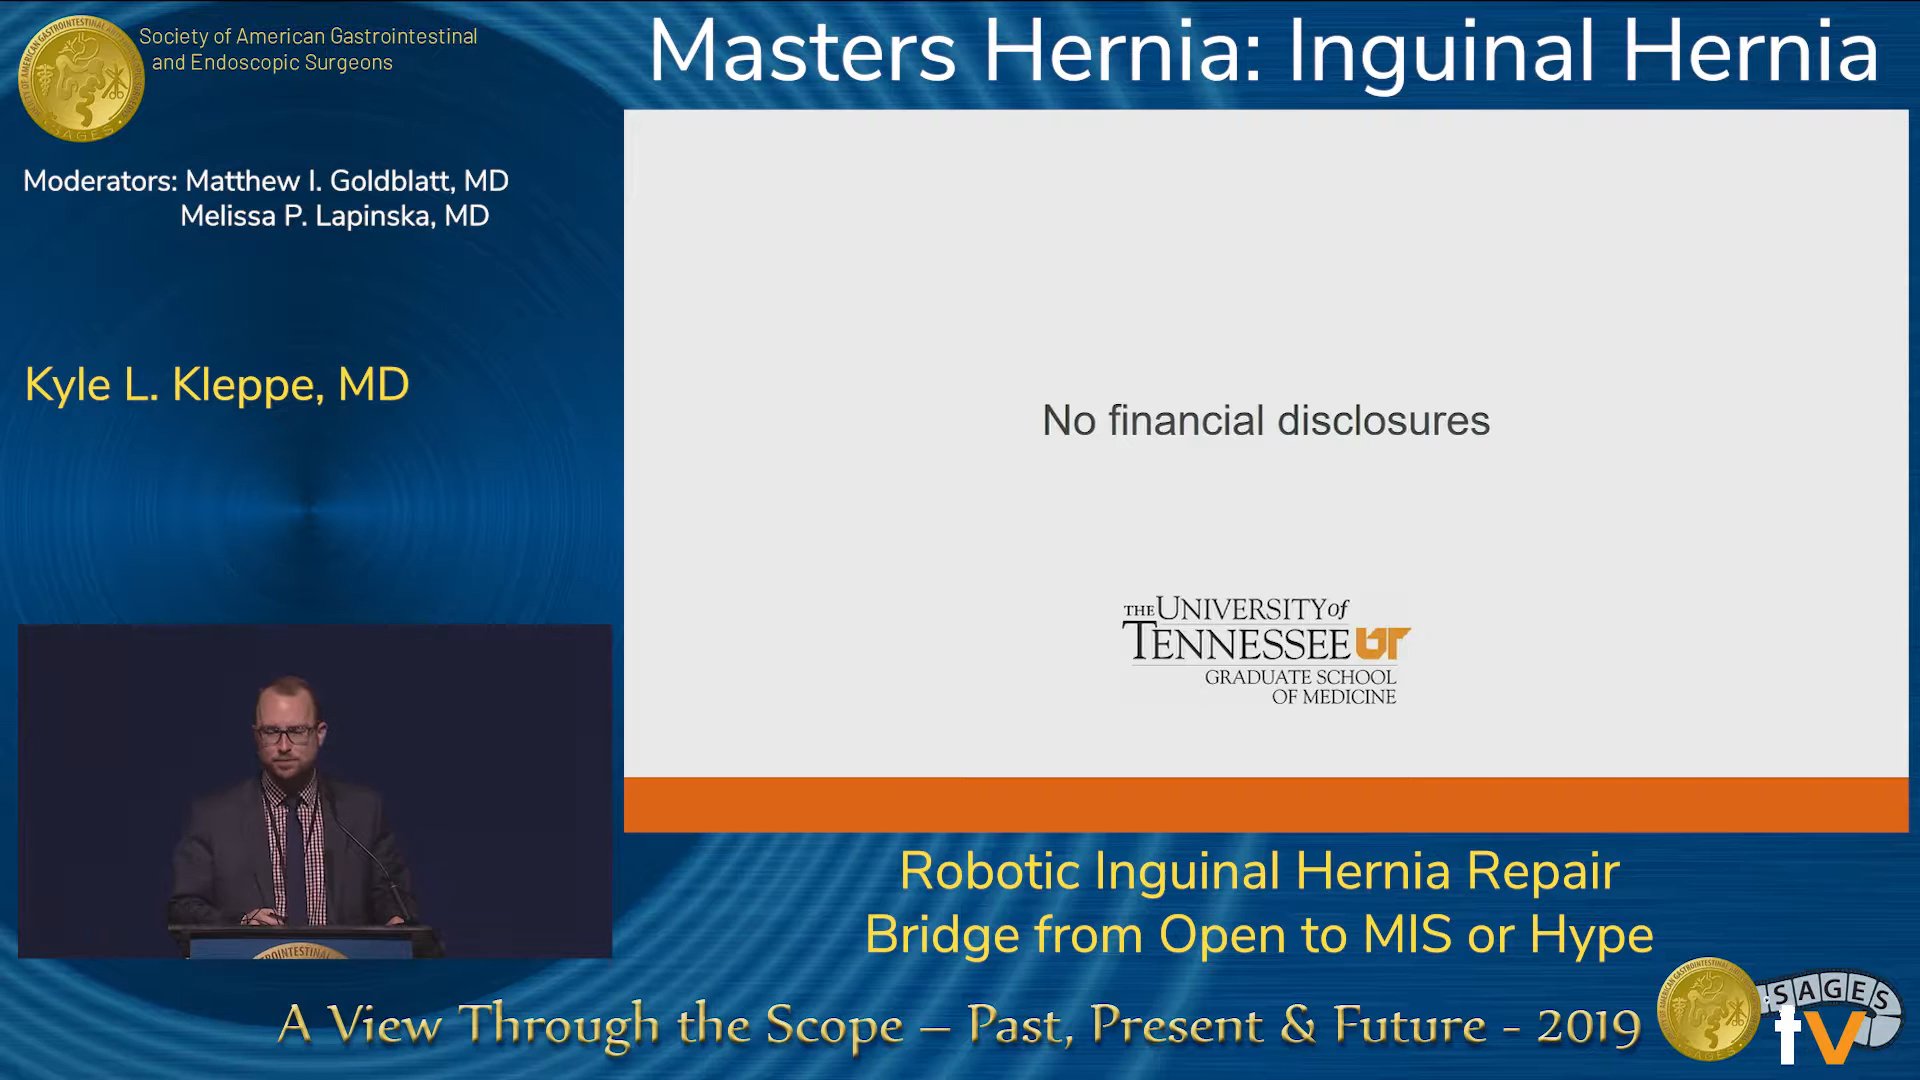 Society of American Gastrointestinal
and Endoscopic Surgeons
Masters Hernia: Inguinal Hernia
Moderators: Matthew I. Goldblatt, MD
Melissa P. Lapinska, MD
Kyle L. Kleppe, MD
No financial disclosures
THE UNIVERSITY of
TENNESSEE UT
GRADUATE SCHOOL
OF MEDICINE
Robotic Inguinal Hernia Repair
Bridge from Open to MIS or Hype
A View Through the Scope – Past, Present & Future - 2019
SAGES
tv